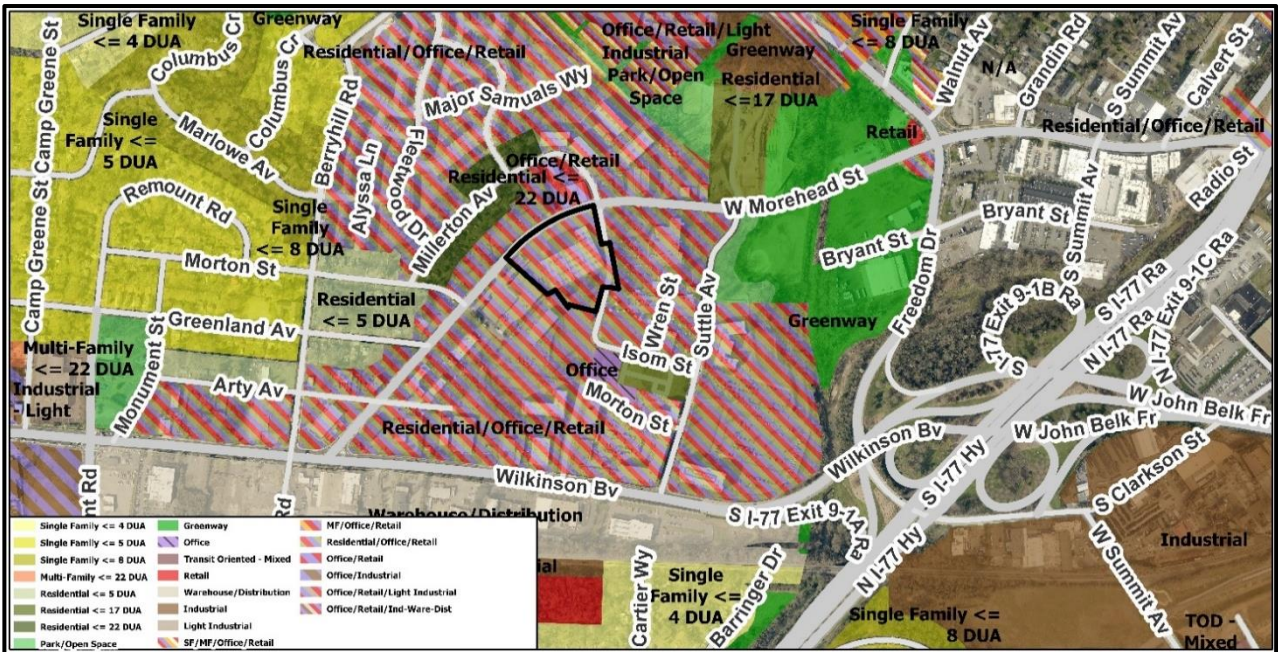 Single Family
<= 4 DUA
Greenway
Columbus Cr
Columbus Cr
Camp Greene St
Camp Greene St
Residential/Office/Retail
Office/Retail/Light
Industrial
Park/Open
Space
Greenway
Residential
<=17 DUA
Single Family
<= 8 DUA
Walnut Av
N/A
Grandin Rd
S Summit Av
Calvert St
Residential/Office/Retail
Retail
Radio St
Single
Family <=
5 DUA
Marlowe Av
Berryhill Rd
Major Samuals Wy
Fleetwood Dr
Alyssa Ln
Millerton Av
Office/Retail
Residential <=
22 DUA
W Morehead St
Remount Rd
Single
Family
<= 8 DUA
Morton St
Residential
<= 5 DUA
Greenland Av
Bryant St
Bryant St
S Summit Av
Freedom Dr
Greenway
Wren St
Suttle Av
Isom St
Office
Morton St
S I-77 Exit 9-1B Ra
S I-77 Ra
N I-77 Ra
N I-77 Exit 9-1C Ra
Multi-Family
<= 22 DUA
Industrial
- Light
Monument St
Arty Av
Residential/Office/Retail
Wilkinson Bv
Wilkinson Bv
W John Belk Fr
W John Belk Fr
S I-77 Hy
N I-77 Hy
S Clarkson St
nt Rd
Rd
Warehouse/Distribution
S I-77 Exit 9-1A Ra
Industrial
W Summit Av
Cartier Wy
Single
Family <=
4 DUA
Barringer Dr
Single Family <=
8 DUA
TOD -
Mixed
ial
Single Family <= 4 DUA
Single Family <= 5 DUA
Single Family <= 8 DUA
Multi-Family <= 22 DUA
Residential <= 5 DUA
Residential <= 17 DUA
Residential <= 22 DUA
Park/Open Space
Greenway
Office
Transit Oriented - Mixed
Retail
Warehouse/Distribution
Industrial
Light Industrial
SF/MF/Office/Retail
MF/Office/Retail
Residential/Office/Retail
Office/Retail
Office/Industrial
Office/Retail/Light Industrial
Office/Retail/Ind-Ware-Dist